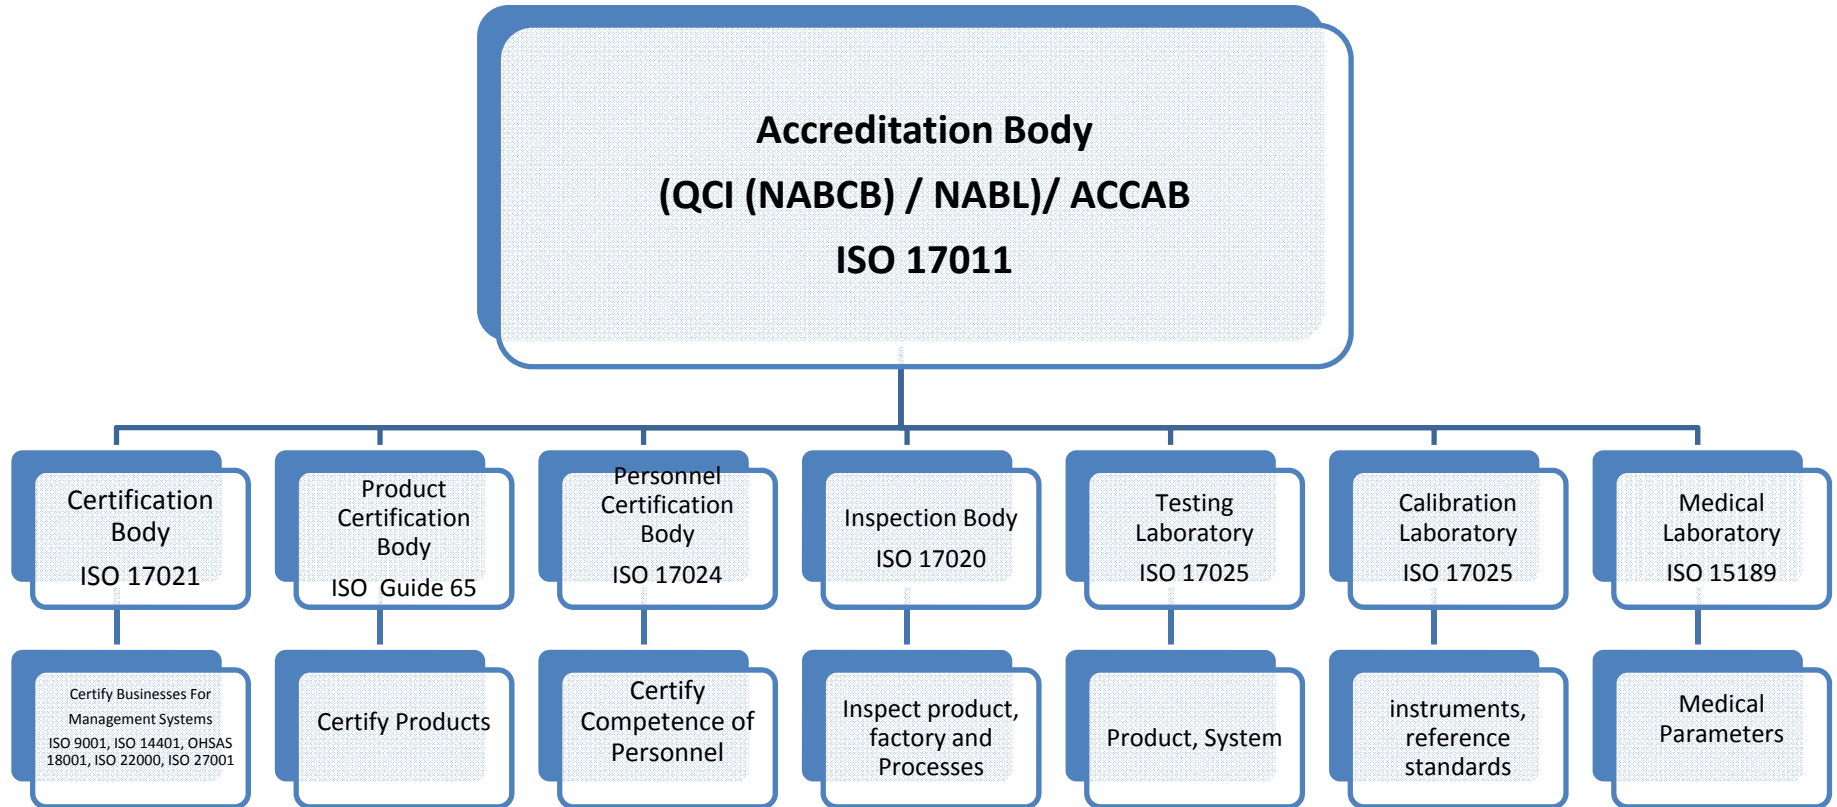 Accreditation Body
(QCI (NABCB) / NABL)/ ACCAB
ISO 17011
Certification
Body
ISO 17021
Product
Certification
Body
ISO  Guide 65
Personnel
Certification
Body
ISO 17024
Inspection Body
ISO 17020
Testing
Laboratory
ISO 17025
Calibration
Laboratory
ISO 17025
Medical
Laboratory
ISO 15189
Certify Businesses For
Management Systems
ISO 9001, ISO 14401, OHSAS
18001, ISO 22000, ISO 27001
Certify Products
Certify
Competence of
Personnel
Inspect product,
factory and
Processes
Product, System
instruments,
reference
standards
Medical
Parameters